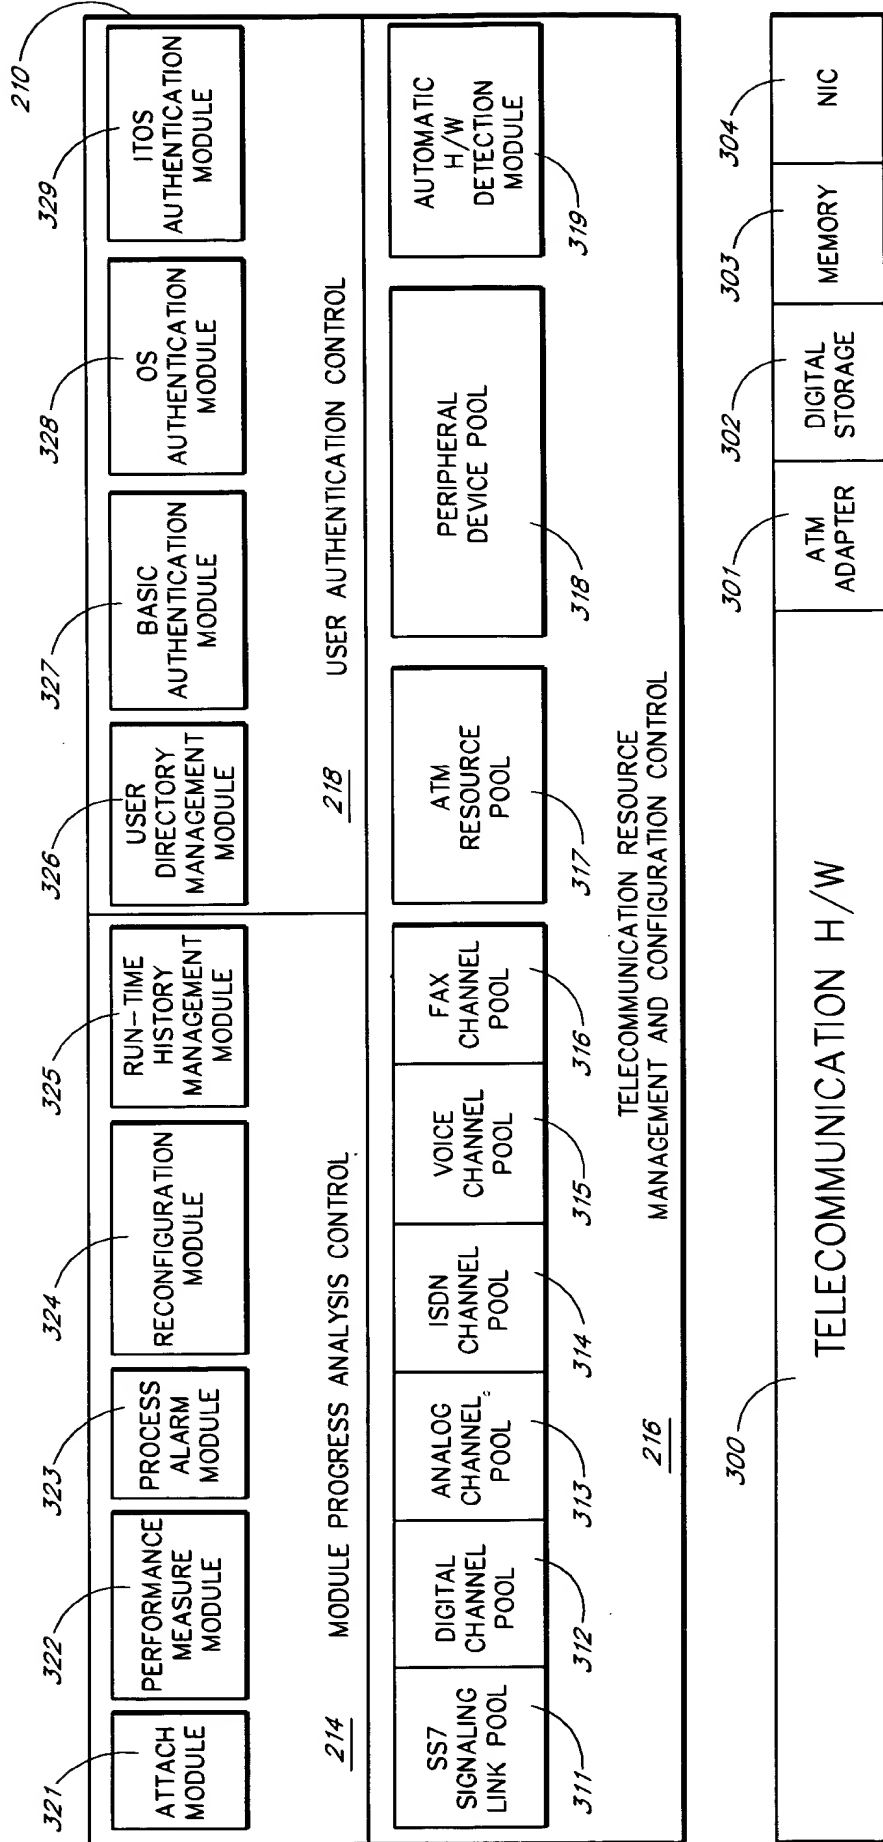 210
321
322
323
324
325
326
327
328
329
ATTACH
MODULE
PERFORMANCE
MEASURE
MODULE
PROCESS
ALARM
MODULE
RECONFIGURATION
MODULE
RUN-TIME
HISTORY
MANAGEMENT
MODULE
USER
DIRECTORY
MANAGEMENT
MODULE
BASIC
AUTHENTICATION
MODULE
OS
AUTHENTICATION
MODULE
ITOS
AUTHENTICATION
MODULE
214
MODULE PROGRESS ANALYSIS CONTROL
218
USER AUTHENTICATION CONTROL
SS7
SIGNALING
LINK POOL
DIGITAL
CHANNEL
POOL
ANALOG
CHANNEL
POOL
ISDN
CHANNEL
POOL
VOICE
CHANNEL
POOL
FAX
CHANNEL
POOL
ATM
RESOURCE
POOL
PERIPHERAL
DEVICE POOL
AUTOMATIC
H/W
DETECTION
MODULE
311
312
313
314
315
316
317
318
319
216
TELECOMMUNICATION RESOURCE
MANAGEMENT AND CONFIGURATION CONTROL
300
301
302
303
304
TELECOMMUNICATION H/W
ATM
ADAPTER
DIGITAL
STORAGE
MEMORY
NIC